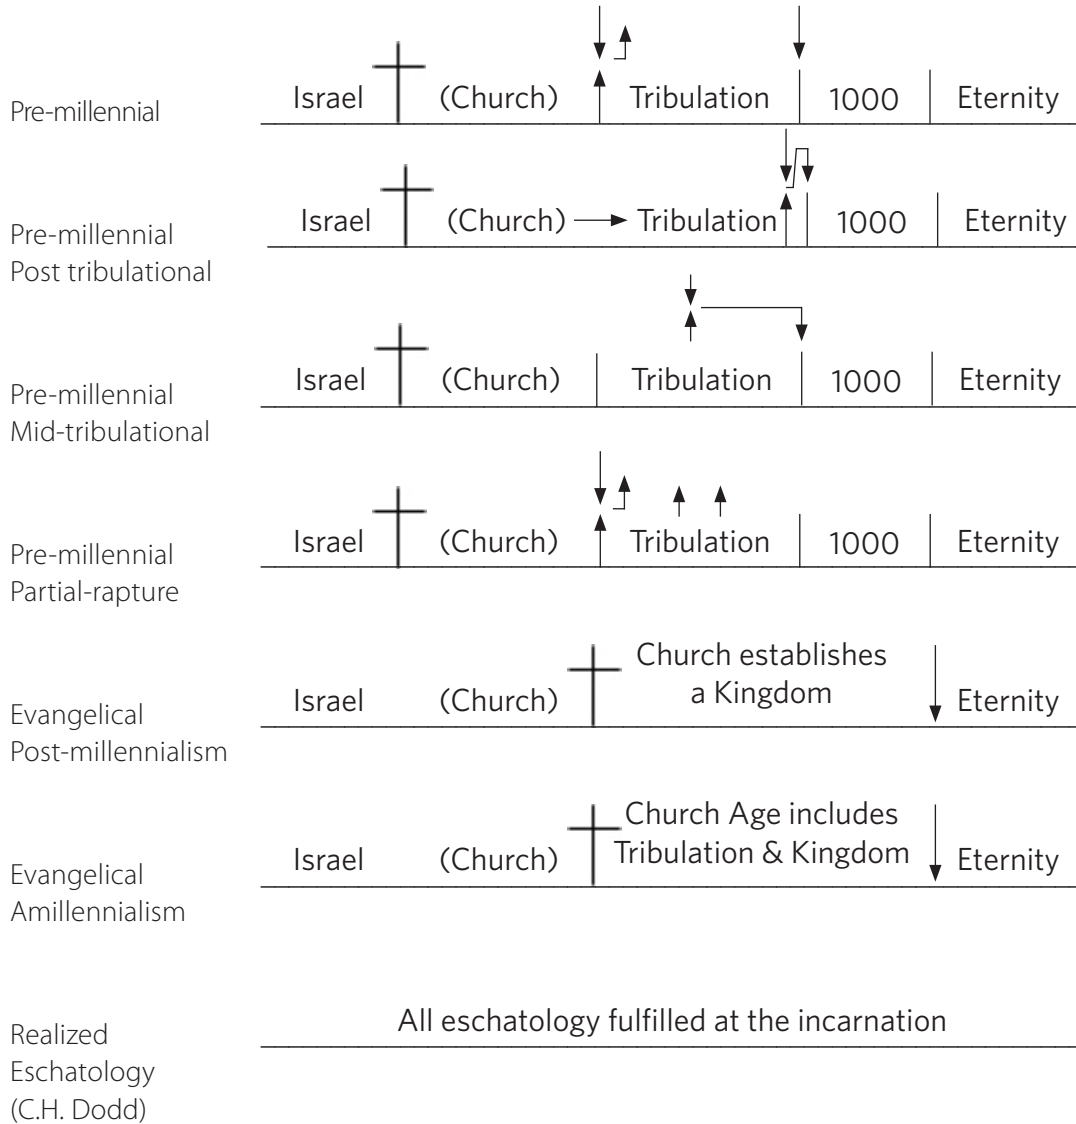 Pre-millennial
Israel (Church) Tribulation 1000 Eternity
Pre-millennial
Post tribulational
Israel (Church) Tribulation 1000 Eternity
Pre-millennial
Mid-tribulational
Israel (Church) Tribulation 1000 Eternity
Pre-millennial
Partial-rapture
Israel (Church) Tribulation 1000 Eternity
Evangelical
Post-millennialism
Israel (Church) Church establishes
a Kingdom Eternity
Evangelical
Amillennialism
Israel (Church) Church Age includes
Tribulation & Kingdom Eternity
Realized
Eschatology
(C.H. Dodd)
All eschatology fulfilled at the incarnation